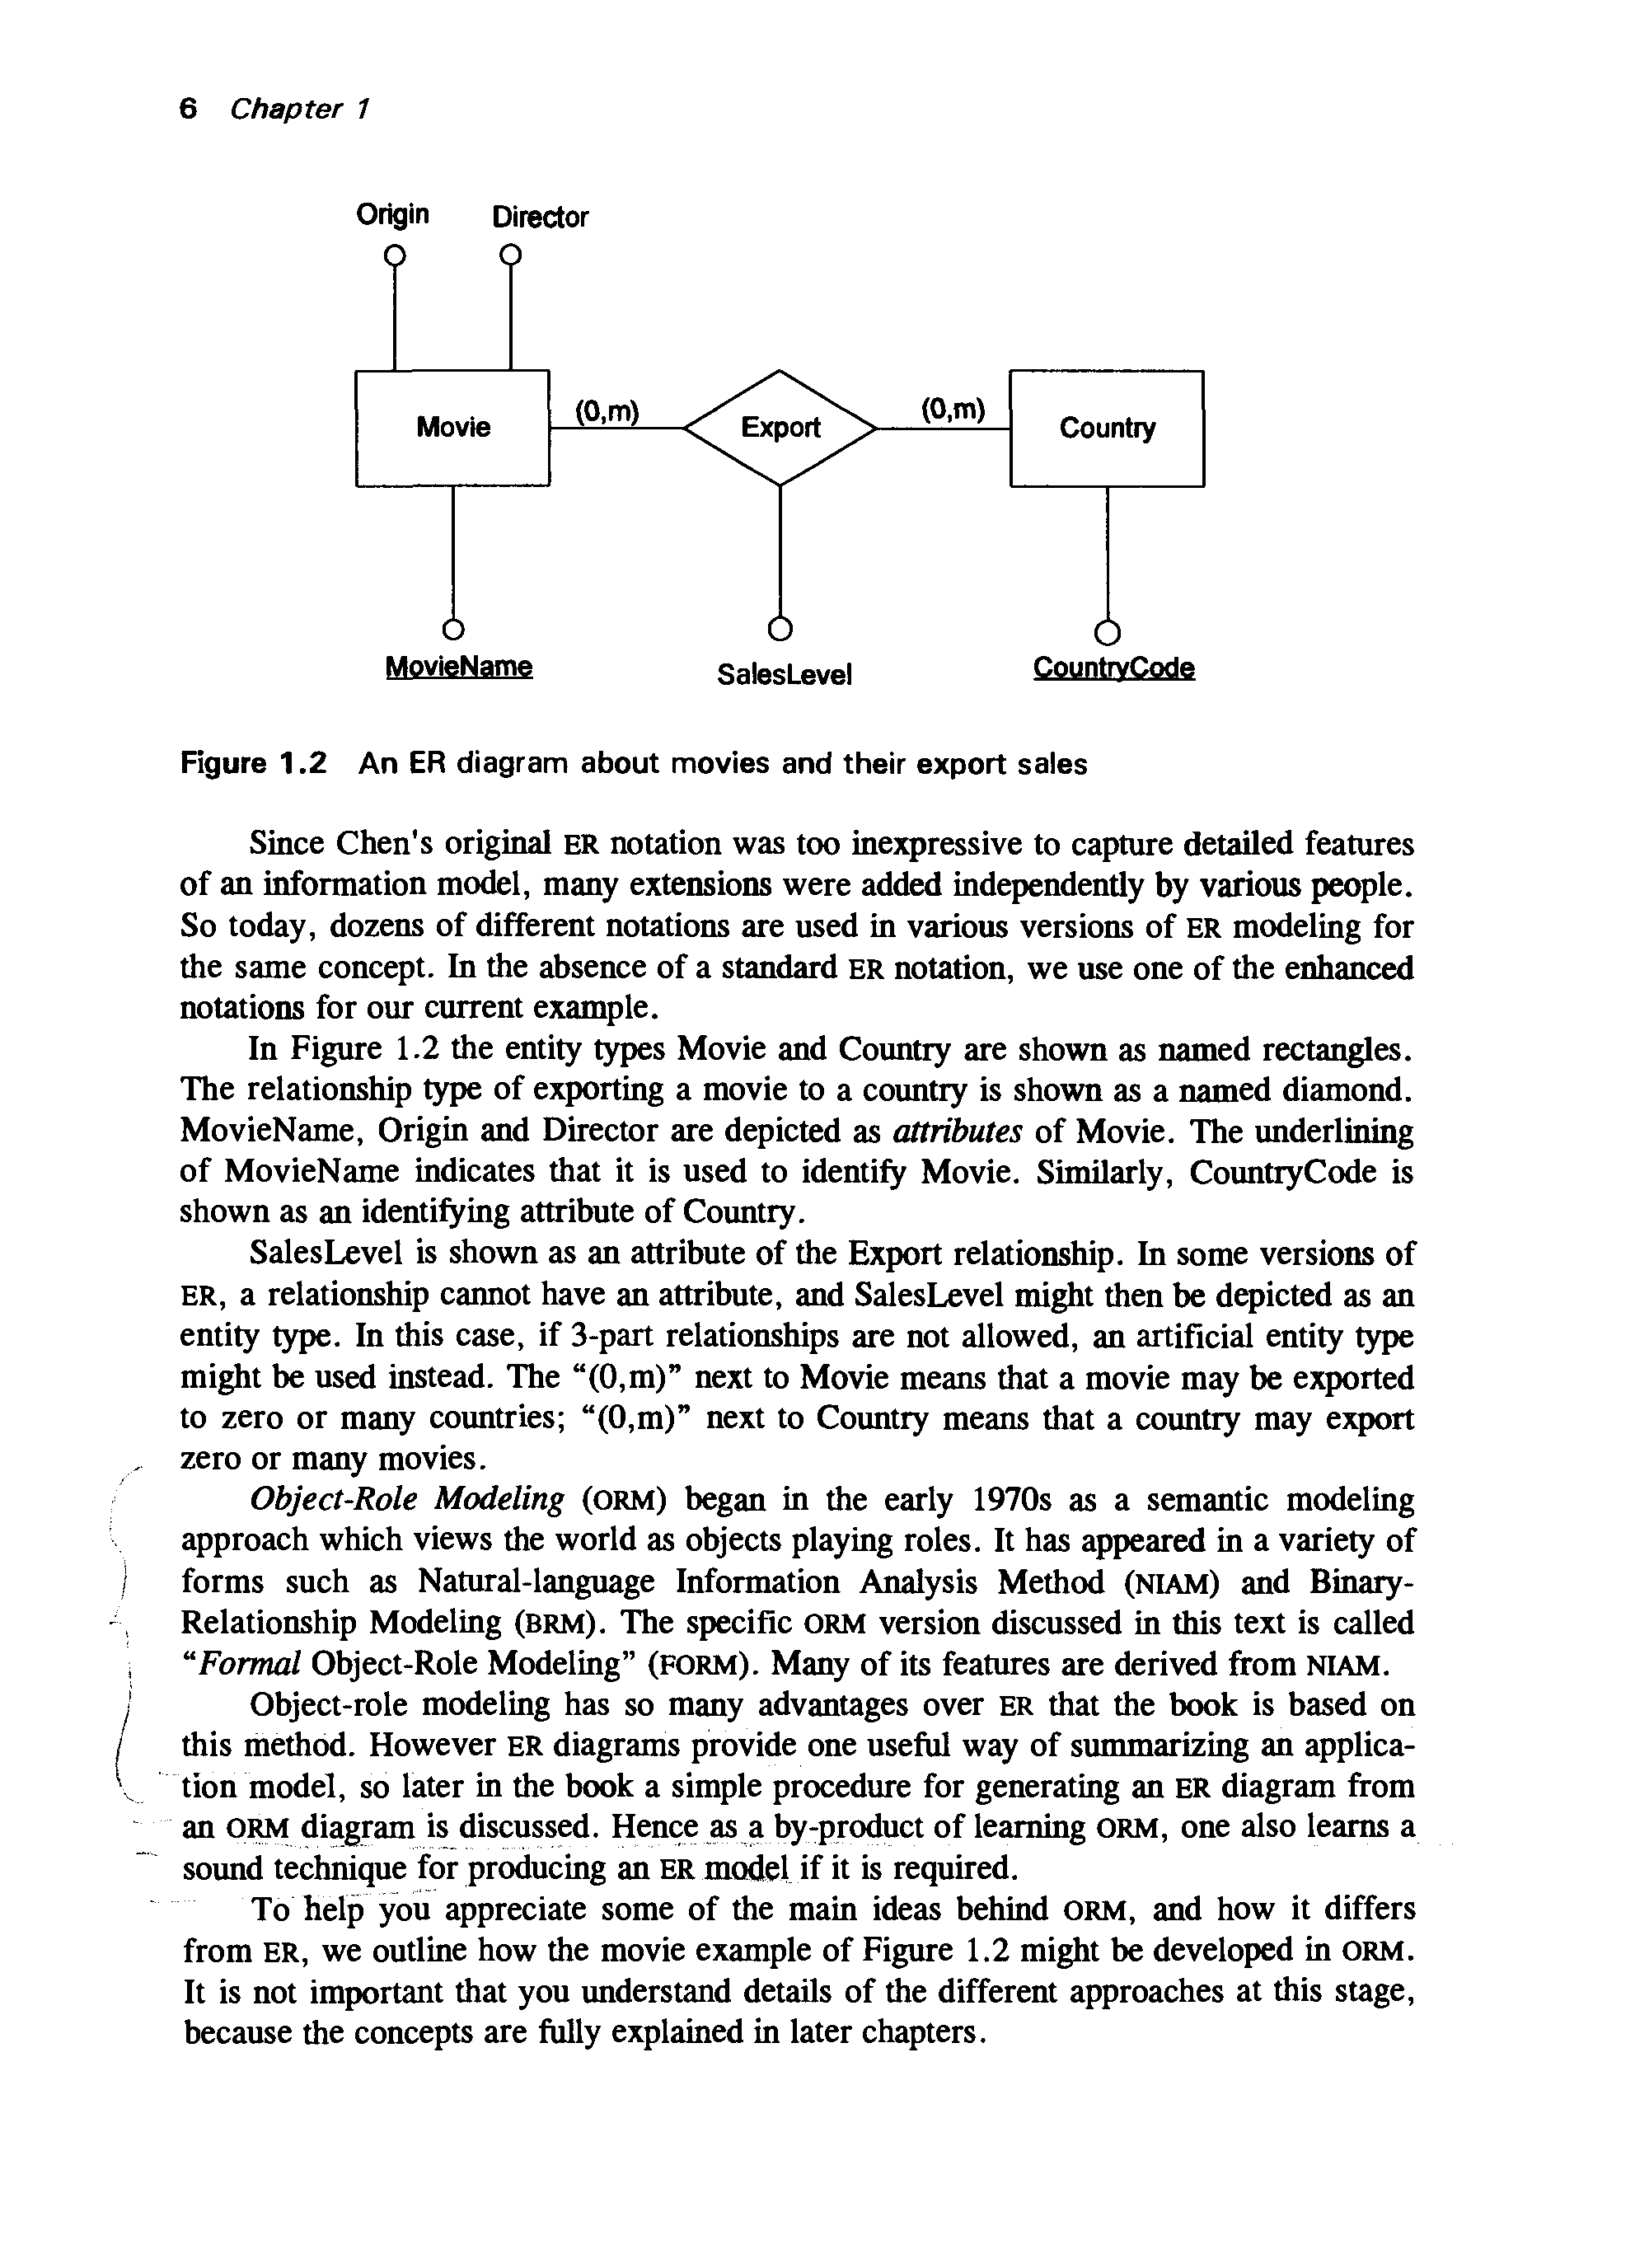 6 Chapter 1
Origin Director
Movie (0,m) Export (0,m) Country
MovieName SalesLevel CountryCode
Figure 1.2 An ER diagram about movies and their export sales
Since Chen's original ER notation was too inexpressive to capture detailed features
of an information model, many extensions were added independently by various people.
So today, dozens of different notations are used in various versions of ER modeling for
the same concept. In the absence of a standard ER notation, we use one of the enhanced
notations for our current example.
In Figure 1.2 the entity types Movie and Country are shown as named rectangles.
The relationship type of exporting a movie to a country is shown as a named diamond.
MovieName, Origin and Director are depicted as attributes of Movie. The underlining
of MovieName indicates that it is used to identify Movie. Similarly, CountryCode is
shown as an identifying attribute of Country.
SalesLevel is shown as an attribute of the Export relationship. In some versions of
ER, a relationship cannot have an attribute, and SalesLevel might then be depicted as an
entity type. In this case, if 3-part relationships are not allowed, an artificial entity type
might be used instead. The “(0,m)” next to Movie means that a movie may be exported
to zero or many countries; “(0,m)” next to Country means that a country may export
zero or many movies.
Object-Role Modeling (ORM) began in the early 1970s as a semantic modeling
approach which views the world as objects playing roles. It has appeared in a variety of
forms such as Natural-language Information Analysis Method (NIAM) and Binary-
Relationship Modeling (BRM). The specific ORM version discussed in this text is called
“Formal Object-Role Modeling” (FORM). Many of its features are derived from NIAM.
Object-role modeling has so many advantages over ER that the book is based on
this method. However ER diagrams provide one useful way of summarizing an applica-
tion model, so later in the book a simple procedure for generating an ER diagram from
an ORM diagram is discussed. Hence as a by-product of learning ORM, one also learns a
sound technique for producing an ER model if it is required.
To help you appreciate some of the main ideas behind ORM, and how it differs
from ER, we outline how the movie example of Figure 1.2 might be developed in ORM.
It is not important that you understand details of the different approaches at this stage,
because the concepts are fully explained in later chapters.